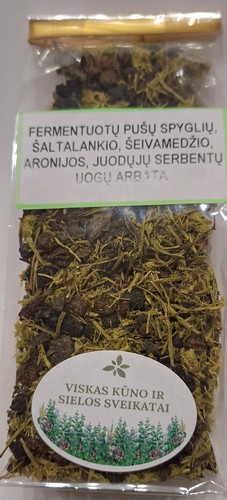 FERMENTUOTŲ PUŠŲ SPYGLIŲ,
ŠALTALANKIO, ŠEIVAMEDŽIO,
ARONIJOS, JUODŲJŲ SERBENTŲ
UOGŲ ARBATA
VISKAS KŪNO IR
SIELOS SVEIKATAI